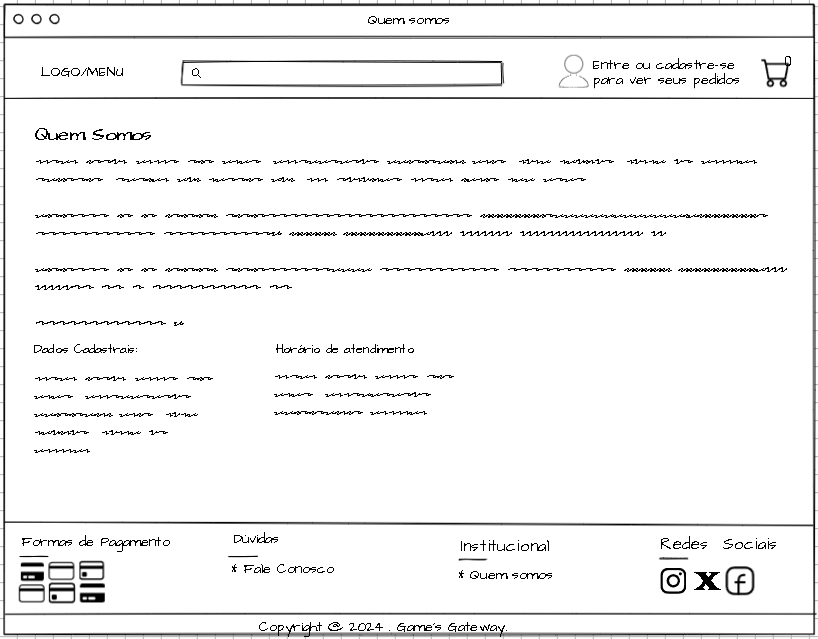 Quem somos
LOGO/MENU
Entre ou cadastre-se
para ver seus pedidos
0
Quem Somos
Dados Cadastrais:
Horário de atendimento
Formas de Pagamento
Dúvidas
* Fale Conosco
Institucional
* Quem somos
Redes Sociais
Copyright @ 2024 . Game's Gateway.